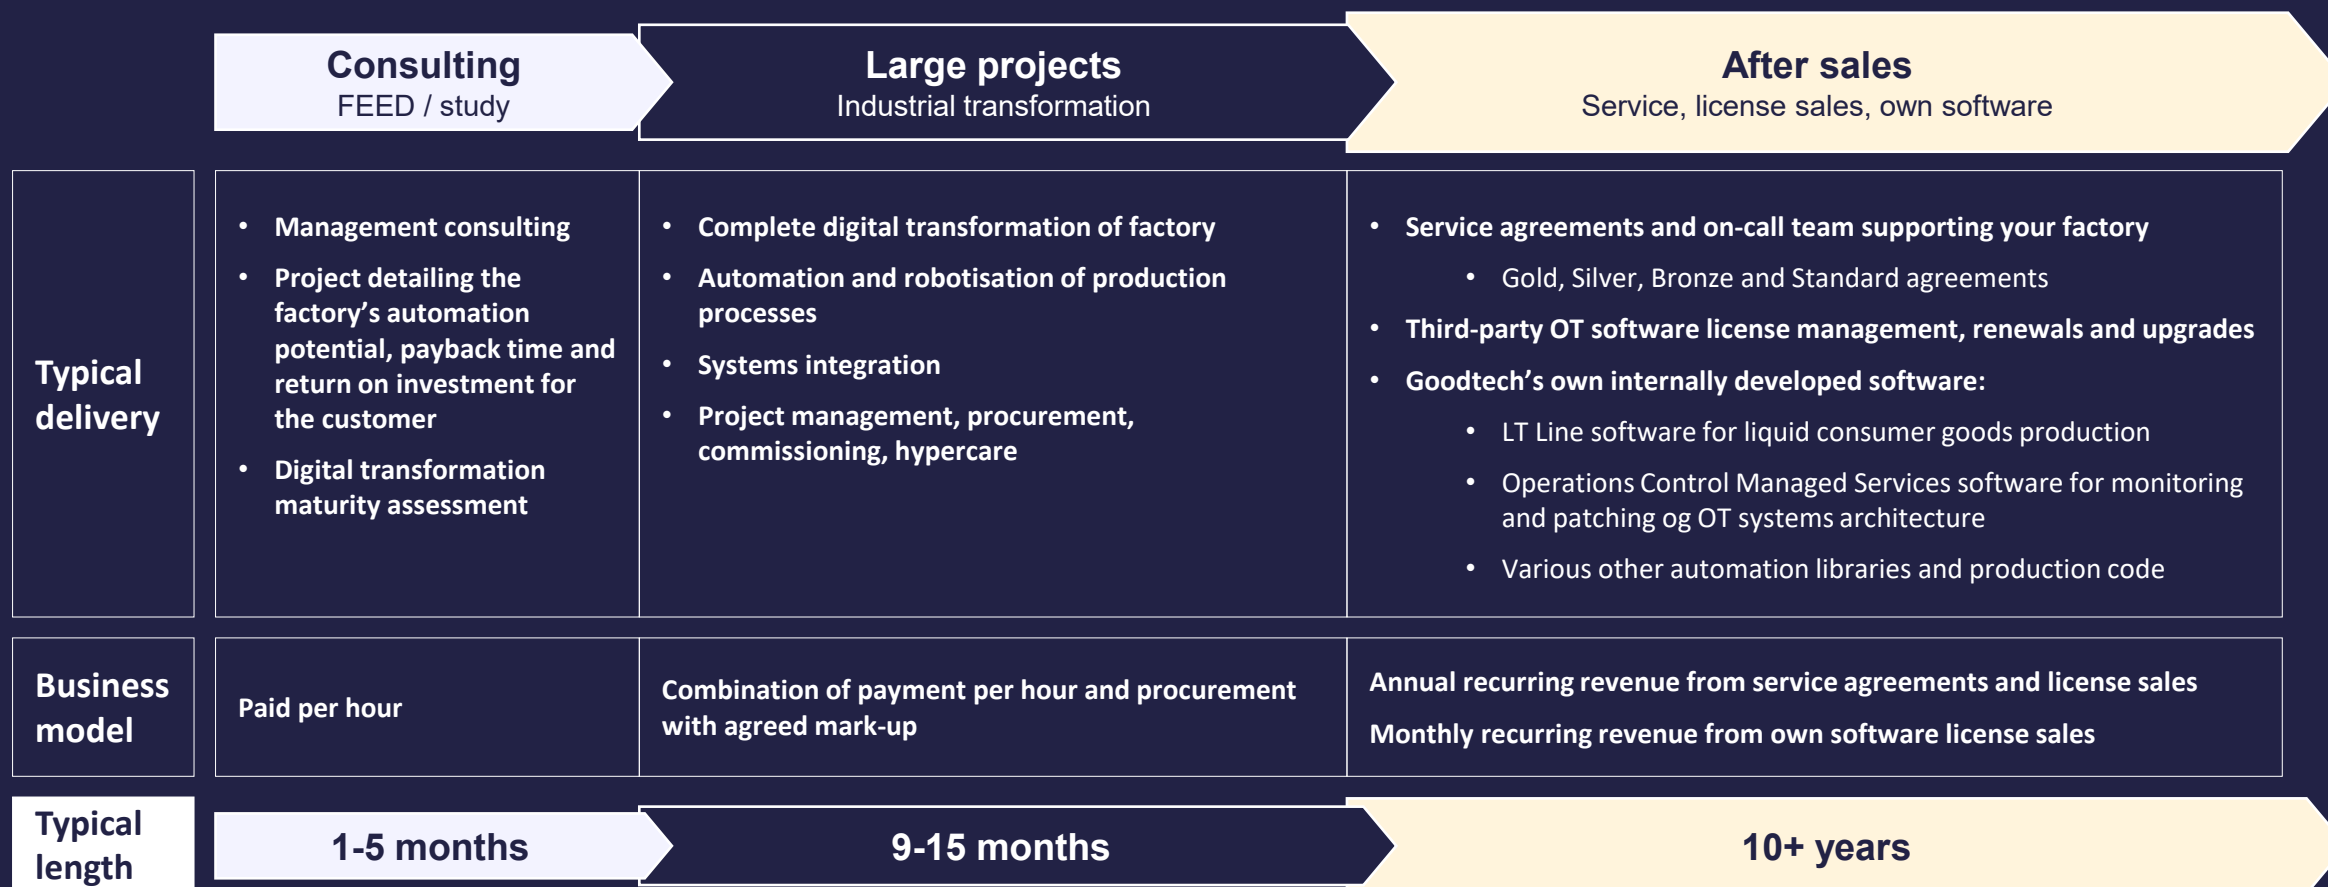 Consulting
FEED / study
Large projects
Industrial transformation
After sales
Service, license sales, own software
Typical
delivery
• Management consulting
• Project detailing the
factory’s automation
potential, payback time and
return on investment for
the customer
• Digital transformation
maturity assessment
• Complete digital transformation of factory
• Automation and robotisation of production
processes
• Systems integration
• Project management, procurement,
commissioning, hypercare
• Service agreements and on-call team supporting your factory
• Gold, Silver, Bronze and Standard agreements
• Third-party OT software license management, renewals and upgrades
• Goodtech’s own internally developed software:
• LT Line software for liquid consumer goods production
• Operations Control Managed Services software for monitoring
and patching og OT systems architecture
• Various other automation libraries and production code
Business
model
Paid per hour
Combination of payment per hour and procurement
with agreed mark-up
Annual recurring revenue from service agreements and license sales
Monthly recurring revenue from own software license sales
Typical
length
1-5 months
9-15 months
10+ years